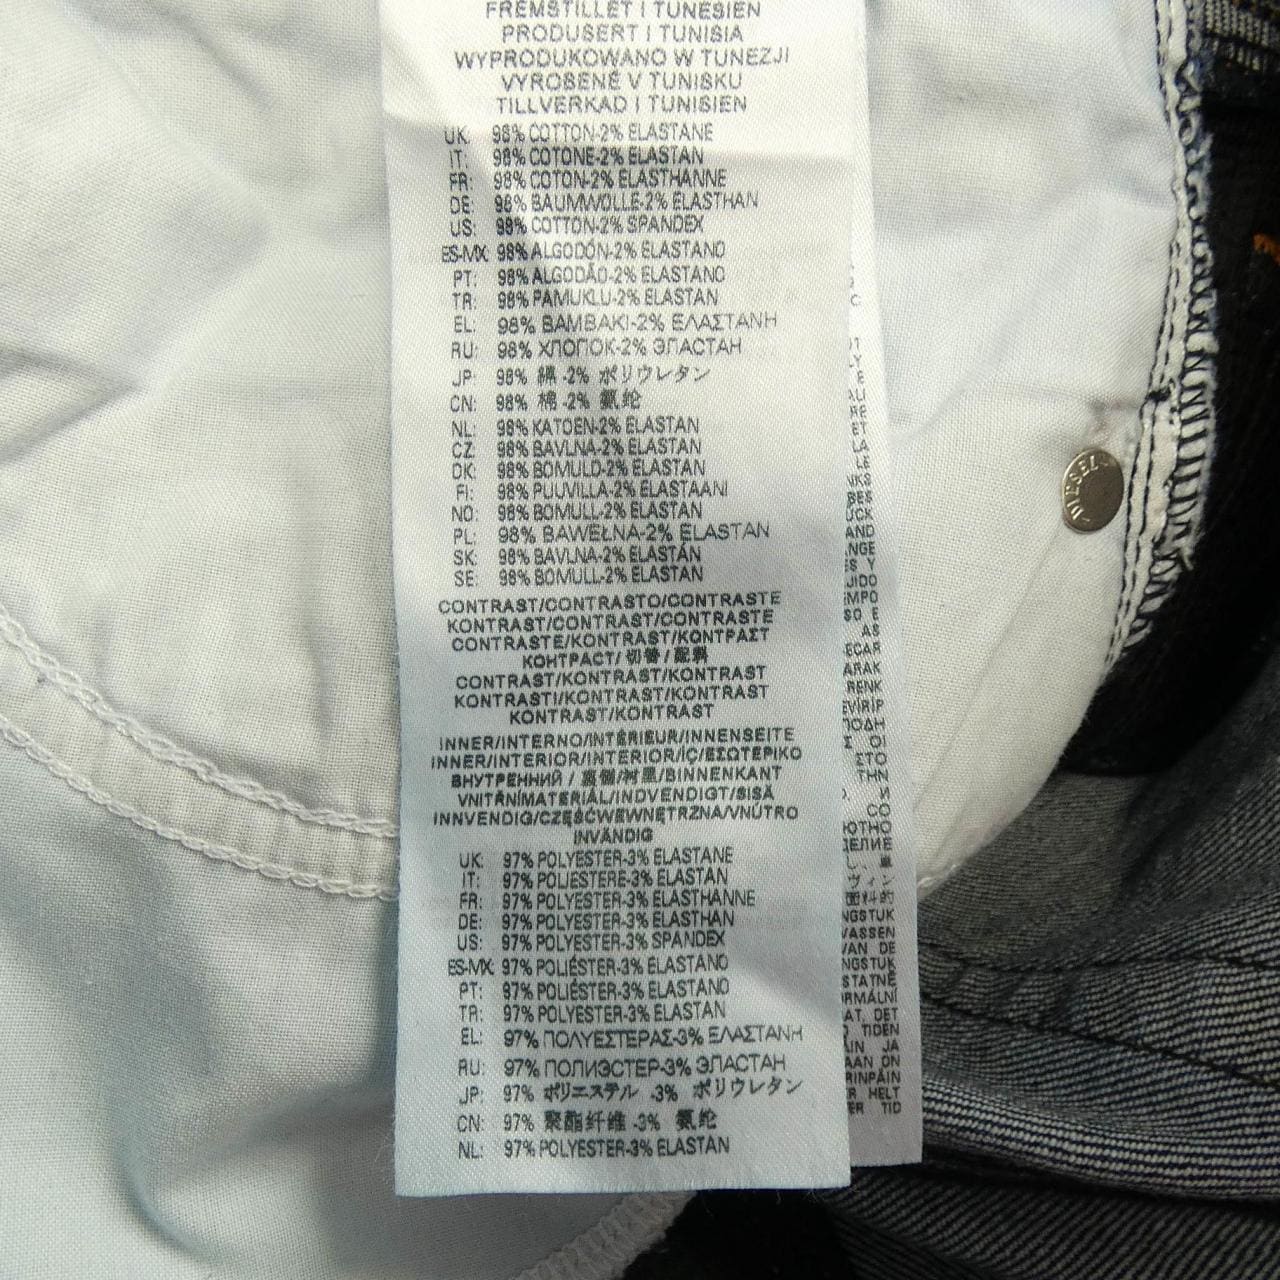 FREMSTILLET I TUNESIEN
PRODUSERT I TUNISIA
WYPRODUKOWANO W TUNEZJI
VYROBENÉ V TUNISKU
TILLVERKAD I TUNISIEN
UK: 98% COTTON-2% ELASTANE
IT: 98% COTONE-2% ELASTAN
FR: 98% COTON-2% ELASTHANNE
DE: 98% BAUMWOLLE-2% ELASTHAN
US: 98% COTTON-2% SPANDEX
ES-MX: 98% ALGODÓN-2% ELASTANO
PT: 98% ALGODÃO-2% ELASTANO
TR: 98% PAMUKLU-2% ELASTAN
EL: 98% ΒΑΜΒΑΚΙ-2% ΕΛΑΣΤΑΝΗ
RU: 98% ХЛОПОК-2% ЭЛАСТАН
JP: 98% 綿 -2% ポリウレタン
CN: 98% 棉 -2% 氨纶
NL: 98% KATOEN-2% ELASTAN
CZ: 98% BAVLNA-2% ELASTAN
DK: 98% BOMULD-2% ELASTAN
FI: 98% PUUVILLA-2% ELASTAANI
NO: 98% BOMULL-2% ELASTAN
PL: 98% BAWEŁNA-2% ELASTAN
SK: 98% BAVLNA-2% ELASTÁN
SE: 98% BOMULL-2% ELASTAN
CONTRAST/CONTRASTO/CONTRASTE
KONTRAST/CONTRAST/CONTRASTE
CONTRASTE/KONTRAST/ΚΟΝΤΡΑΣΤ
КОНТРАСТ/ 切替 / 配料
CONTRAST/KONTRAST/KONTRAST
KONTRASTI/KONTRAST/KONTRAST
KONTRAST/KONTRAST
INNER/INTERNO/INTÉRIEUR/INNENSEITE
INNER/INTERIOR/INTERIOR/İÇ/ΕΣΩΤΕΡΙΚΟ
ВНУТРЕННИЙ / 裏側/衬里/BINNENKANT
VNITŘNÍMATERIÁL/INDVENDIGT/SISÄ
INNVENDIG/CZĘŚĆWEWNĘTRZNA/VNÚTRO
INVÄNDIG
UK: 97% POLYESTER-3% ELASTANE
IT: 97% POLIESTERE-3% ELASTAN
FR: 97% POLYESTER-3% ELASTHANNE
DE: 97% POLYESTER-3% ELASTHAN
US: 97% POLYESTER-3% SPANDEX
ES-MX: 97% POLIÉSTER-3% ELASTANO
PT: 97% POLIÉSTER-3% ELASTANO
TR: 97% POLYESTER-3% ELASTAN
EL: 97% ΠΟΛΥΕΣΤΕΡΑΣ-3% ΕΛΑΣΤΑΝΗ
RU: 97% ПОЛИЭСТЕР-3% ЭЛАСТАН
JP: 97% ポリエステル -3% ポリウレタン
CN: 97% 聚酯纤维 -3% 氨纶
NL: 97% POLYESTER-3% ELASTAN
DIESEL